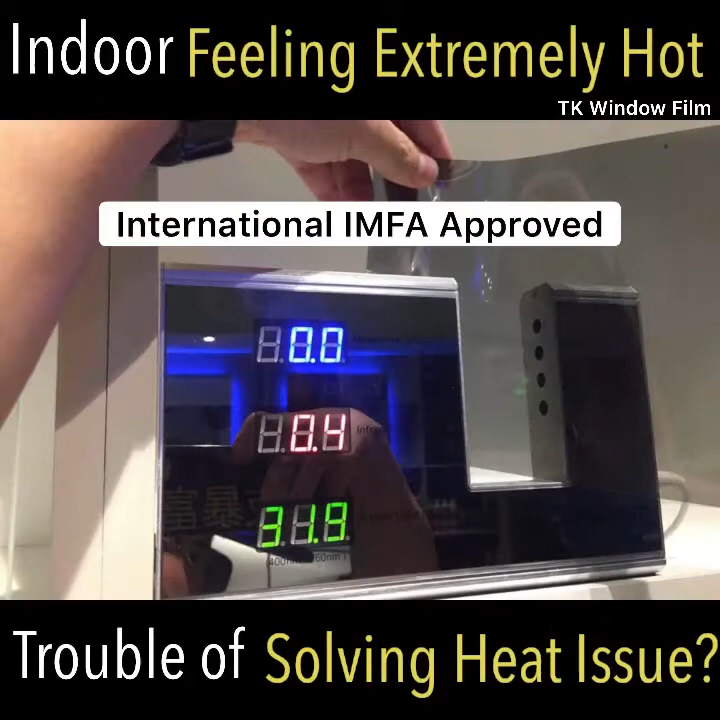 Indoor Feeling Extremely Hot
TK Window Film
International IMFA Approved
0.0
0.4
31.9
Trouble of Solving Heat Issue?